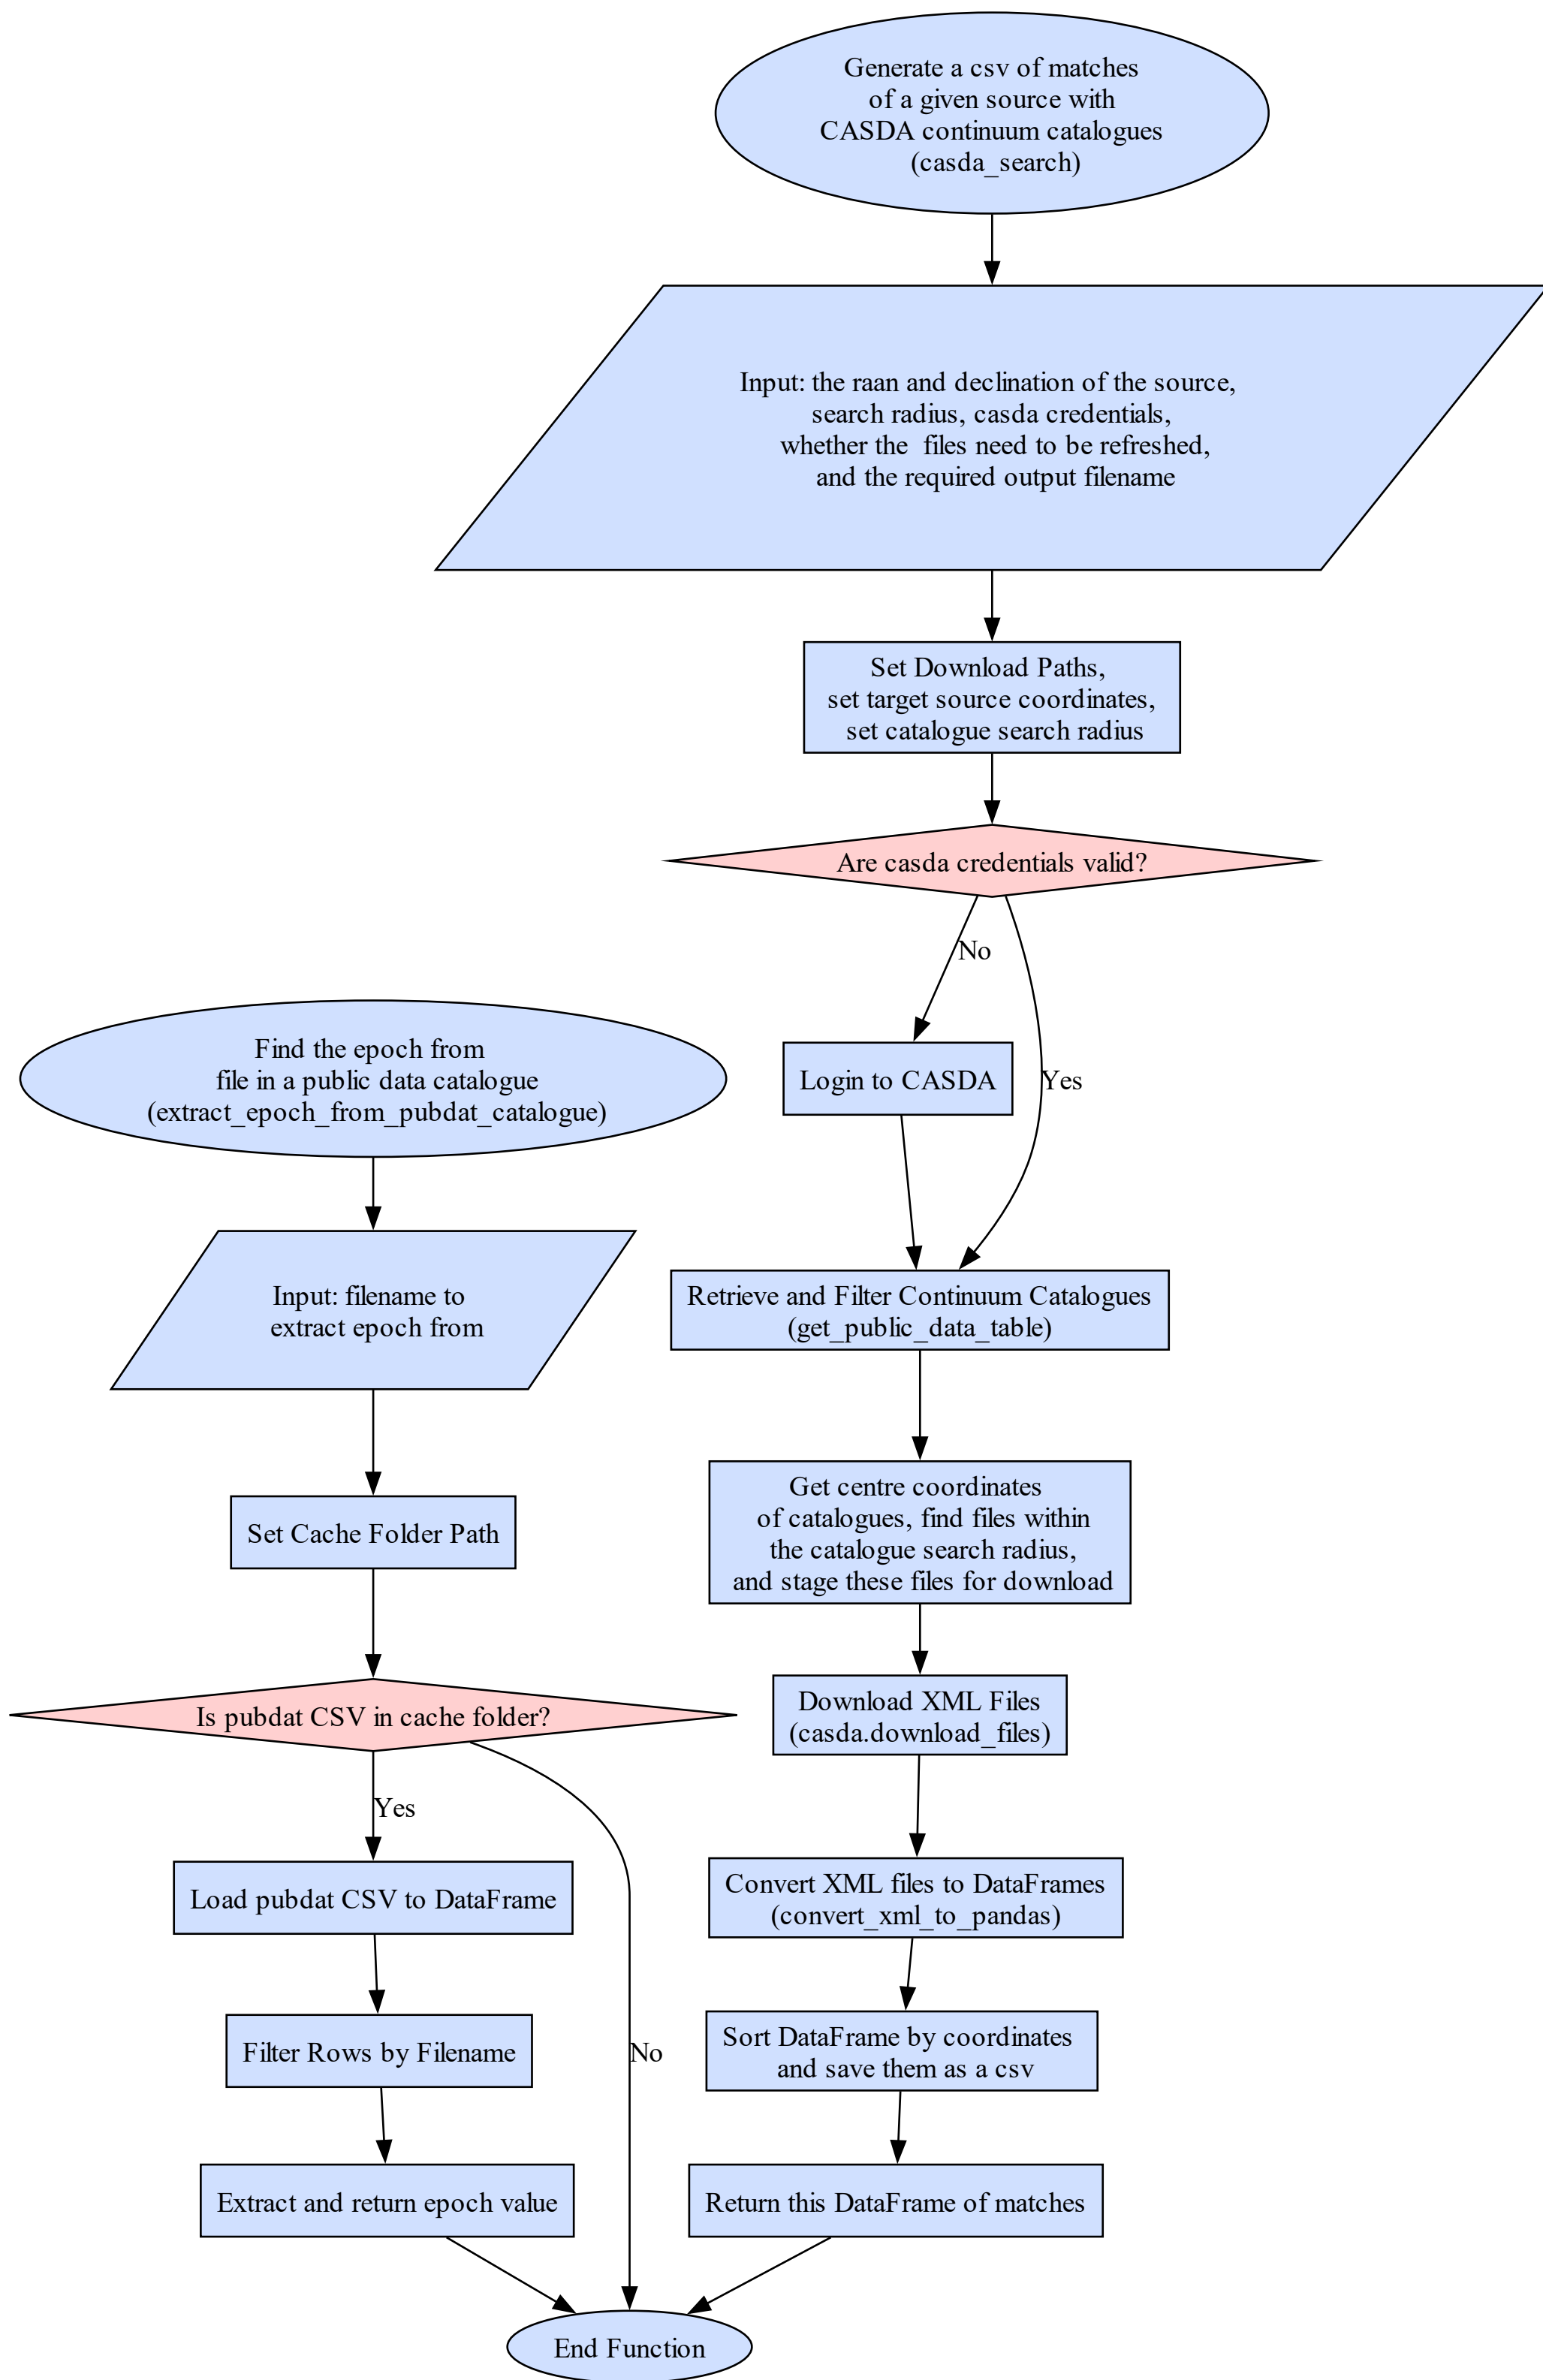 Generate a csv of matches
of a given source with
CASDA continuum catalogues
(casda_search)
Input: the raan and declination of the source,
search radius, casda credentials,
whether the  files need to be refreshed,
and the required output filename
Set Download Paths,
set target source coordinates,
set catalogue search radius
Are casda credentials valid?
No
Login to CASDA
Yes
Retrieve and Filter Continuum Catalogues
(get_public_data_table)
Get centre coordinates
of catalogues, find files within
the catalogue search radius,
and stage these files for download
Download XML Files
(casda.download_files)
Convert XML files to DataFrames
(convert_xml_to_pandas)
Sort DataFrame by coordinates
and save them as a csv
Return this DataFrame of matches
Find the epoch from
file in a public data catalogue
(extract_epoch_from_pubdat_catalogue)
Input: filename to
extract epoch from
Set Cache Folder Path
Is pubdat CSV in cache folder?
Yes
Load pubdat CSV to DataFrame
Filter Rows by Filename
No
Extract and return epoch value
End Function